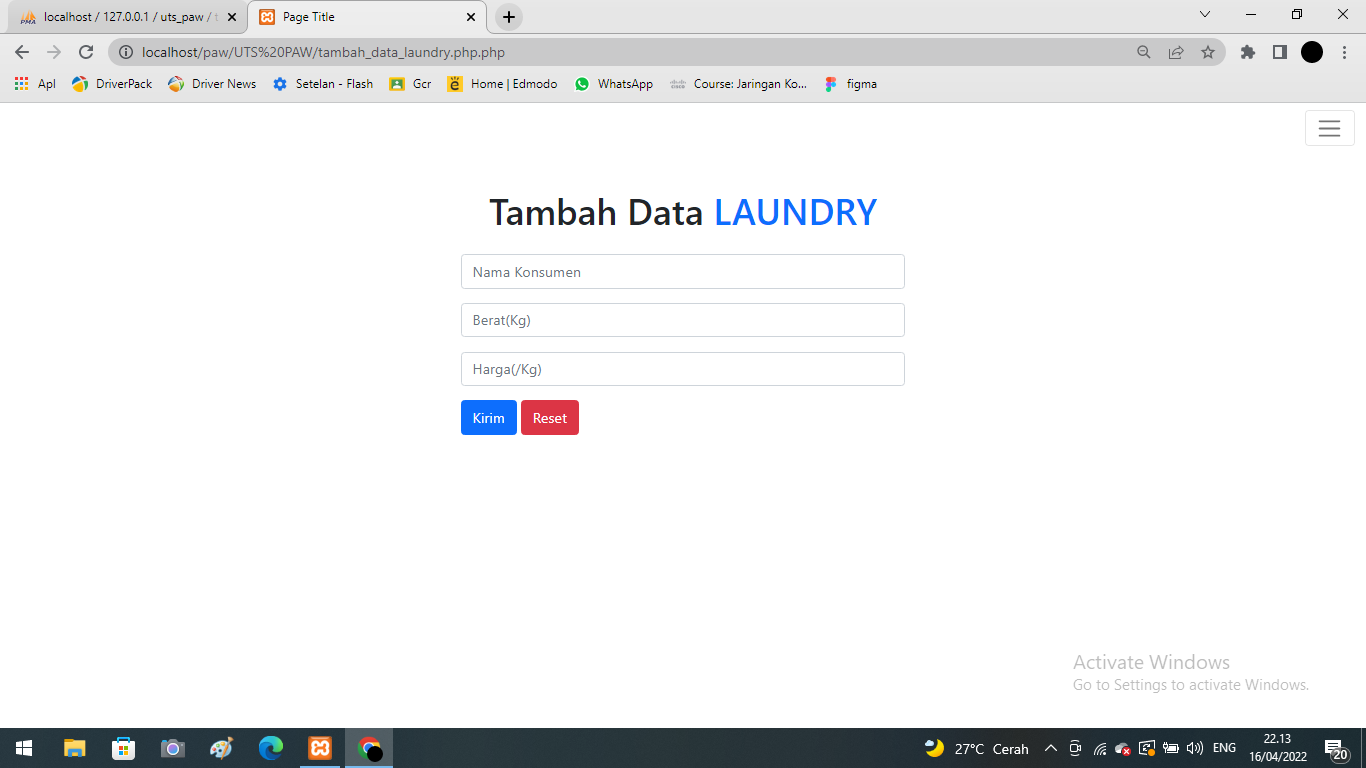 localhost / 127.0.0.1 / uts_paw /
Page Title
localhost/paw/UTS%20PAW/tambah_data_laundry.php.php
Apl
DriverPack
Driver News
Setelan - Flash
Gcr
Home | Edmodo
WhatsApp
Course: Jaringan Ko...
figma
Tambah Data LAUNDRY
Nama Konsumen
Berat(Kg)
Harga(/Kg)
Kirim Reset
Activate Windows
Go to Settings to activate Windows.
27°C Cerah
ENG
22.13
16/04/2022
20